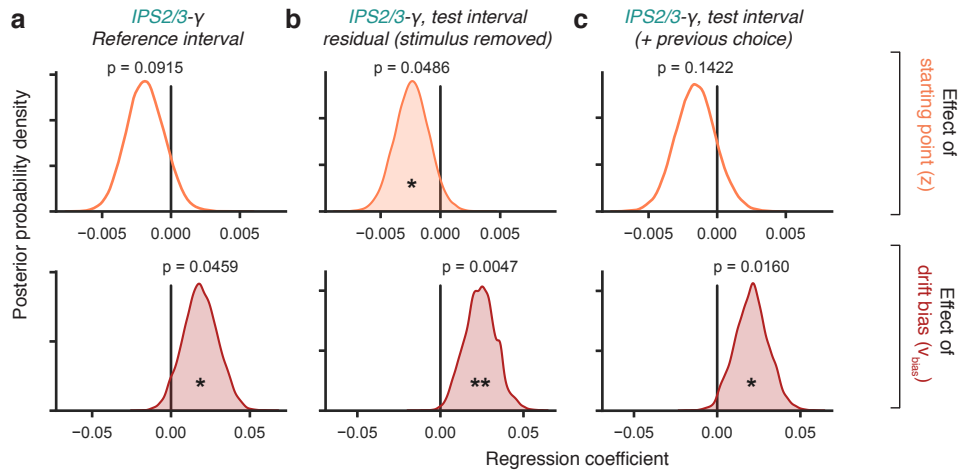 a
IPS2/3-γ
Reference interval
b
IPS2/3-γ, test interval
residual (stimulus removed)
c
IPS2/3-γ, test interval
(+ previous choice)
p = 0.0915
p = 0.0486
p = 0.1422
*
−0.005 0.000 0.005
−0.005 0.000 0.005
−0.005 0.000 0.005
Effect of
starting point (z)
Posterior probability density
p = 0.0459
p = 0.0047
p = 0.0160
*
**
*
−0.05 0.00 0.05
−0.05 0.00 0.05
−0.05 0.00 0.05
Effect of
drift bias (v_bias)
Regression coefficient